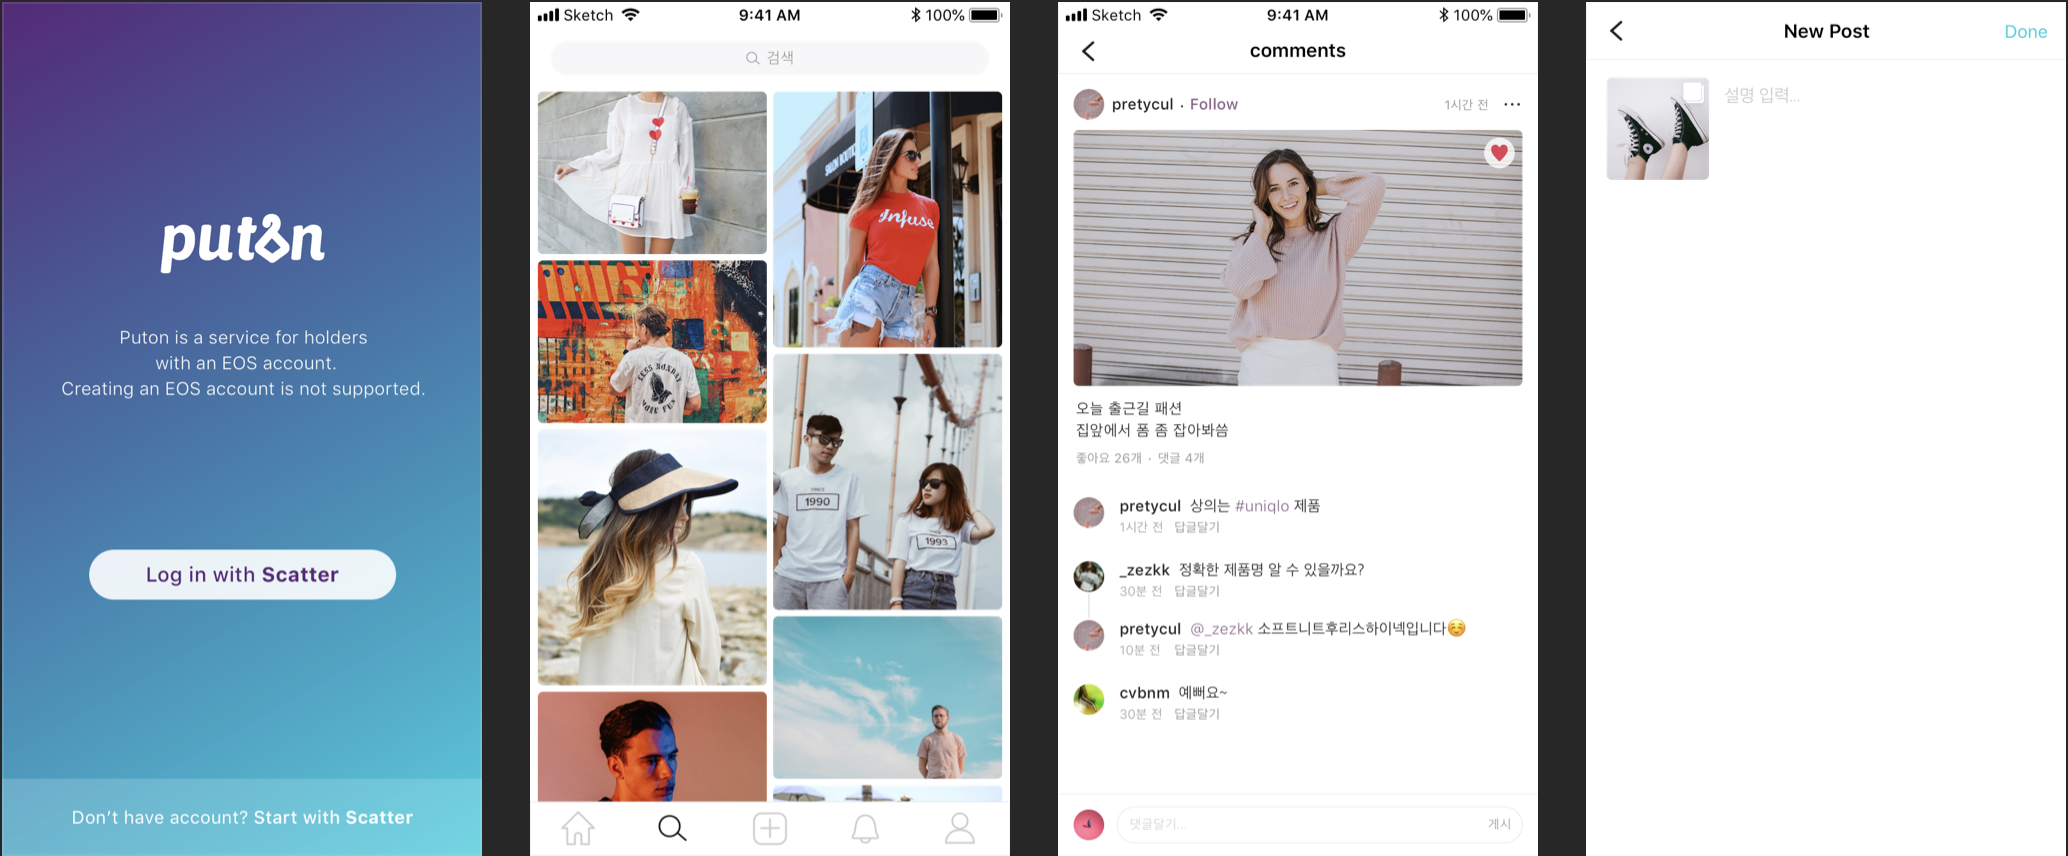 puton
Puton is a service for holders
with an EOS account.
Creating an EOS account is not supported.
Log in with Scatter
Don't have account? Start with Scatter
Sketch 9:41 AM 100%
검색
SALON BOUTI
Infuse
LESS MONDAY
MORE FUN
SINCE
1990
1993
Sketch 9:41 AM 100%
comments
pretycul · Follow 1시간 전
오늘 출근길 패션
집앞에서 폼 좀 잡아봐씀
좋아요 26개 · 댓글 4개
pretycul 상의는 #uniqlo 제품
1시간 전 답글달기
_zezkk 정확한 제품명 알 수 있을까요?
30분 전 답글달기
pretycul @_zezkk 소프트니트후리스하이넥입니다☺️
10분 전 답글달기
cvbnm 예뻐요~
30분 전 답글달기
댓글달기... 게시
New Post Done
설명 입력...